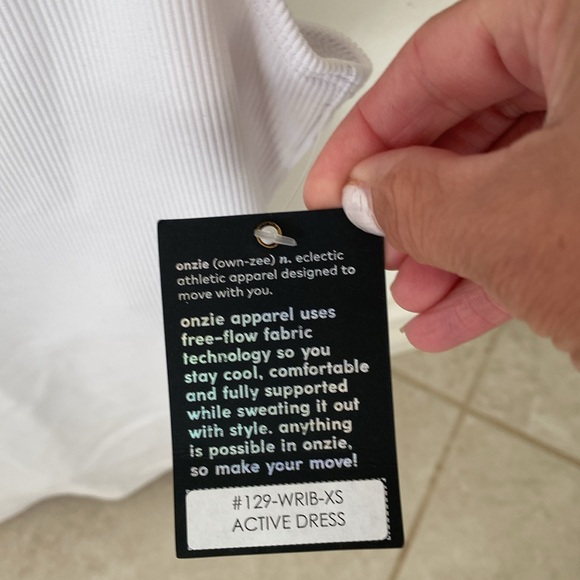 onzie (own-zee) n. eclectic
athletic apparel designed to
move with you.
onzie apparel uses
free-flow fabric
technology so you
stay cool, comfortable
and fully supported
while sweating it out
with style. anything
is possible in onzie,
so make your move!
#129-WRIB-XS
ACTIVE DRESS